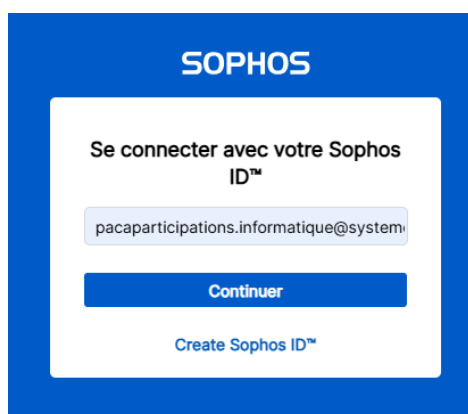 SOPHOS
Se connecter avec votre Sophos
ID™
pacaparticipations.informatique@system
Continuer
Create Sophos ID™